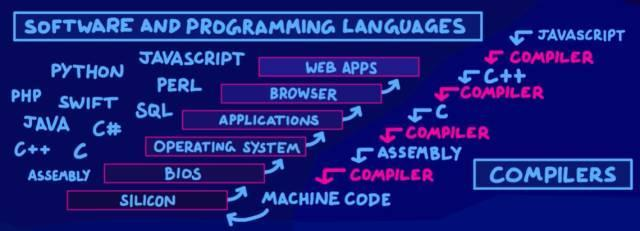 SOFTWARE AND PROGRAMMING LANGUAGES
PYTHON
JAVASCRIPT
PHP
SWIFT
PERL
JAVA
C#
SQL
C++
C
ASSEMBLY
WEB APPS
BROWSER
APPLICATIONS
OPERATING SYSTEM
BIOS
SILICON
MACHINE CODE
JAVASCRIPT
COMPILER
C++
COMPILER
C
COMPILER
ASSEMBLY
COMPILER
COMPILERS